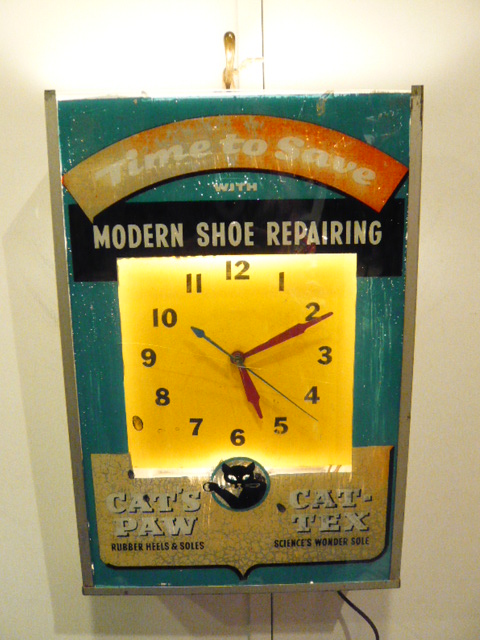 Time to Save
WITH
MODERN SHOE REPAIRING
12
11 1
10 2
9 3
8 4
7 5
6
CAT'S CAT-
PAW TEX
RUBBER HEELS & SOLES SCIENCE'S WONDER SOLE